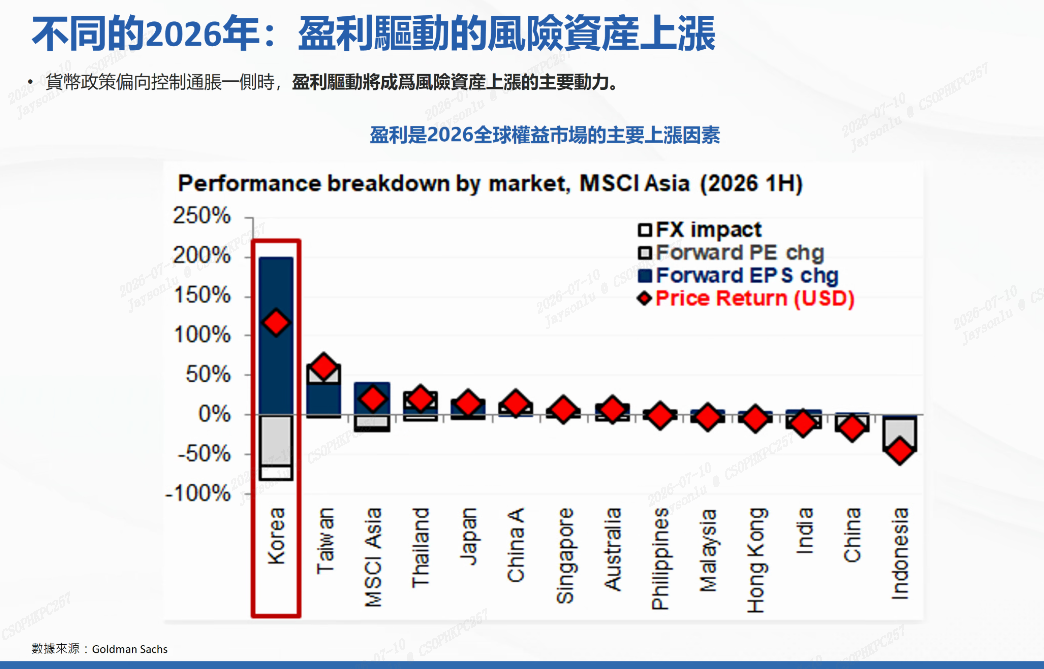 不同的2026年：盈利驅動的風險資產上漲
• 貨幣政策偏向控制通脹一側時，盈利驅動將成爲風險資產上漲的主要動力。
盈利是2026全球權益市場的主要上漲因素
Performance breakdown by market, MSCI Asia (2026 1H)
250%
200%
150%
100%
50%
0%
-50%
-100%
FX impact
Forward PE chg
Forward EPS chg
Price Return (USD)
Korea
Taiwan
MSCI Asia
Thailand
Japan
China A
Singapore
Australia
Philippines
Malaysia
Hong Kong
India
China
Indonesia
數據來源：Goldman Sachs
2026-07-10
Jaysonlu @ CSOPHKPC257